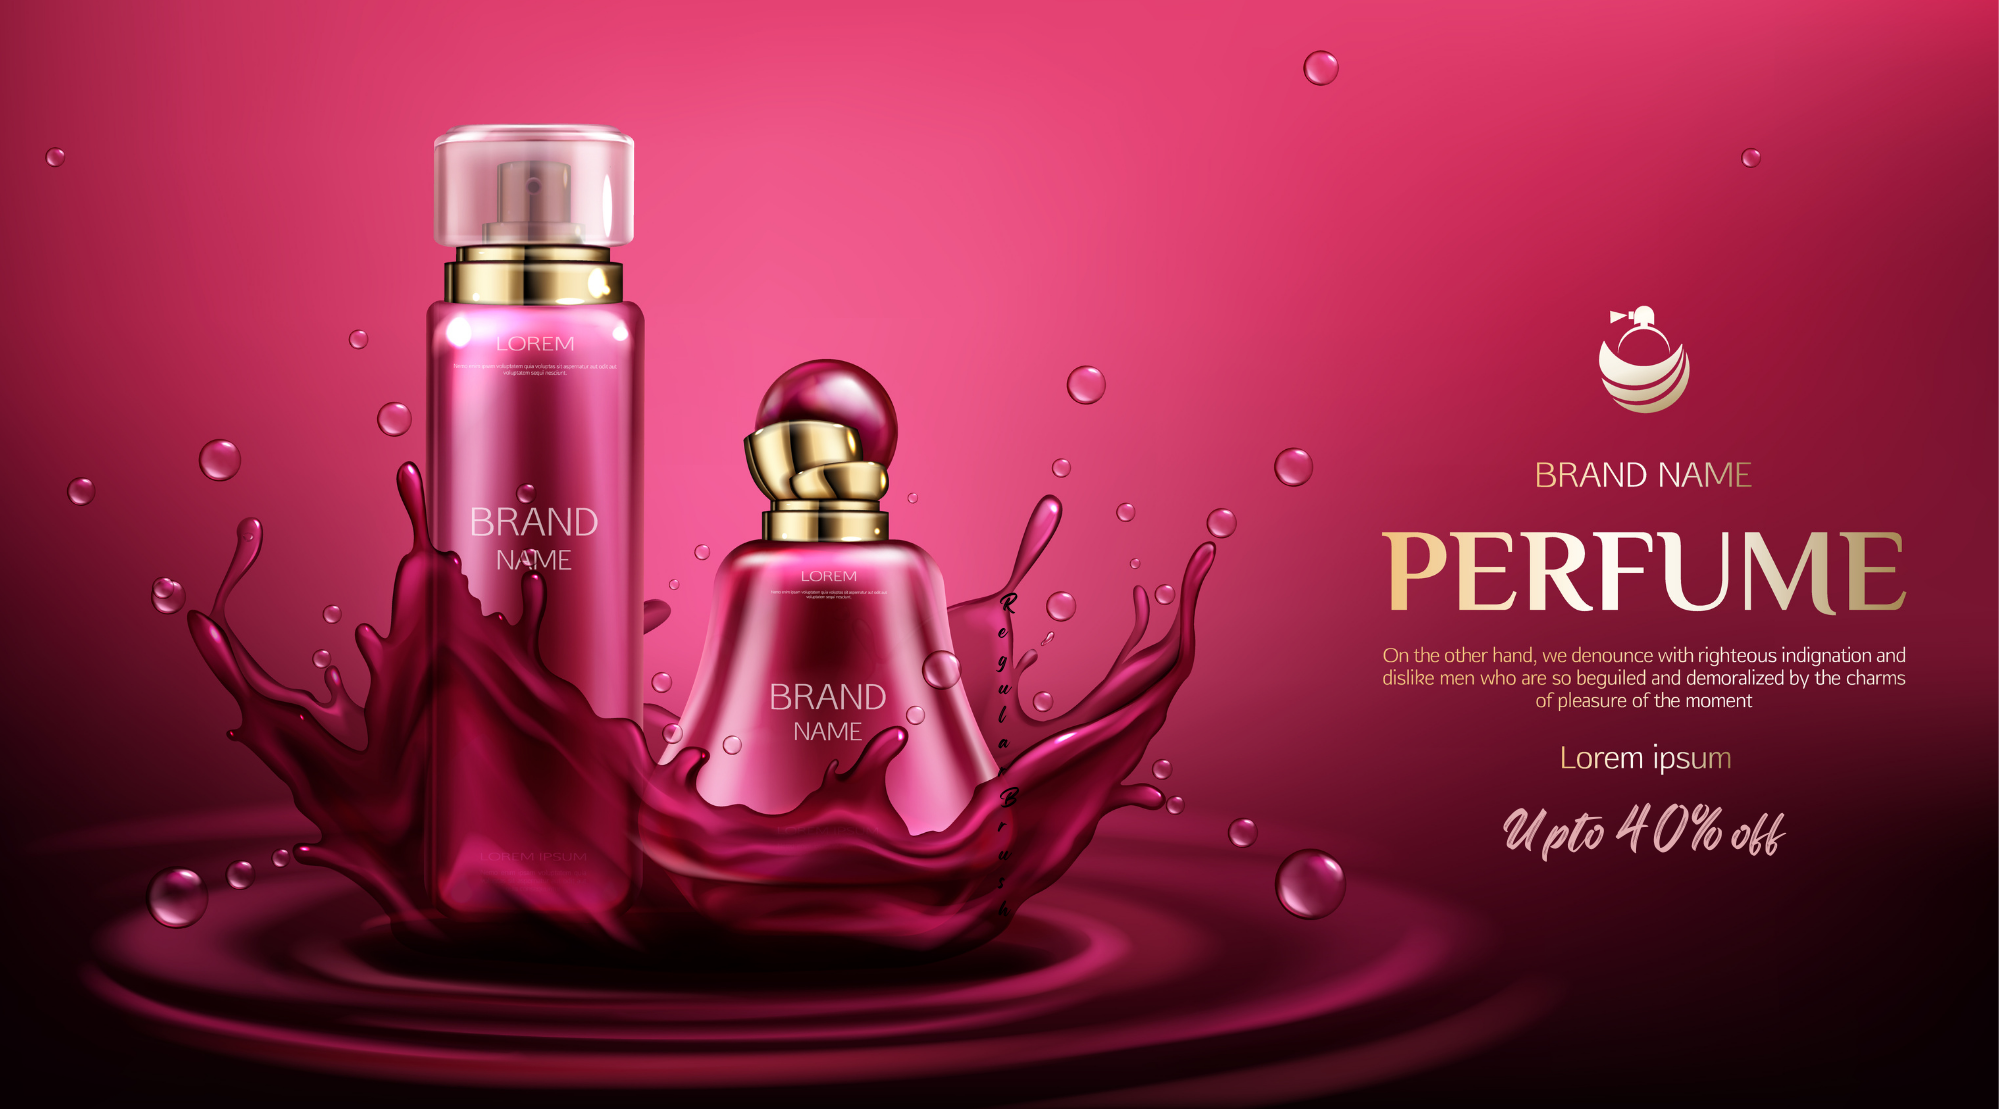 LOREM
BRAND
NAME
LOREM
BRAND
NAME
Regular Brush
LOREM IPSUM
BRAND NAME
PERFUME
On the other hand, we denounce with righteous indignation and
dislike men who are so beguiled and demoralized by the charms
of pleasure of the moment
Lorem ipsum
Upto 40% off